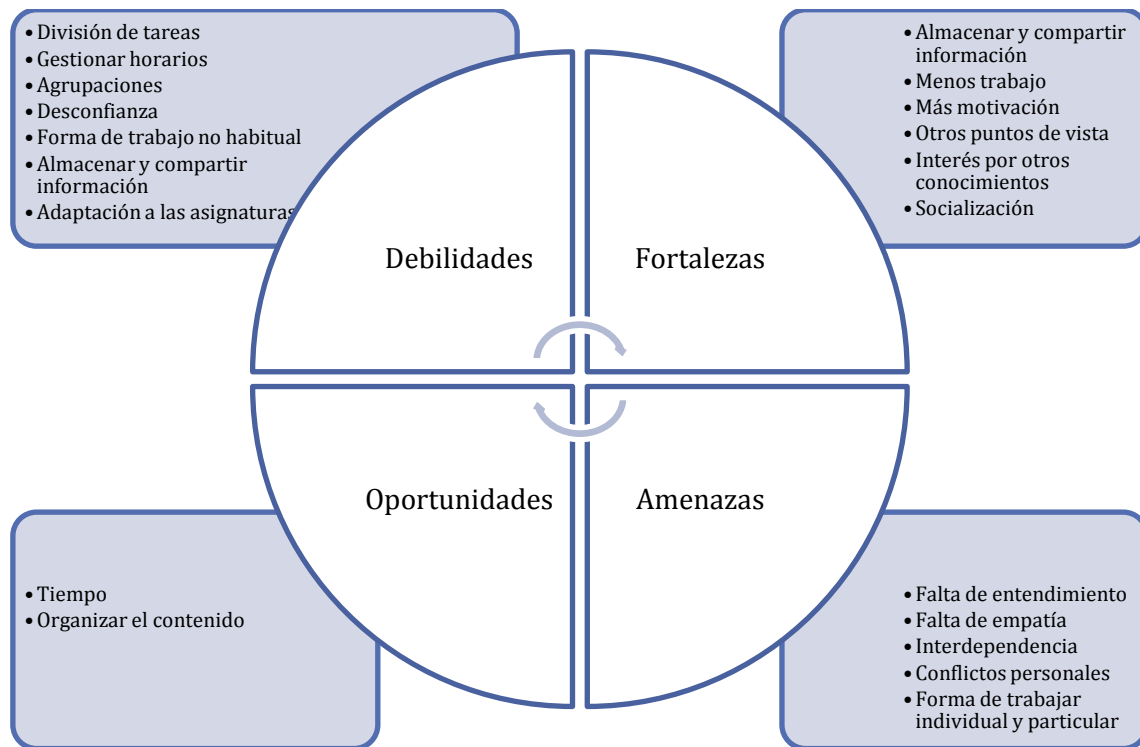 • División de tareas
• Gestionar horarios
• Agrupaciones
• Desconfianza
• Forma de trabajo no habitual
• Almacenar y compartir
información
• Adaptación a las asignaturas
• Almacenar y compartir
información
• Menos trabajo
• Más motivación
• Otros puntos de vista
• Interés por otros
conocimientos
• Socialización
Debilidades
Fortalezas
Oportunidades
Amenazas
• Tiempo
• Organizar el contenido
• Falta de entendimiento
• Falta de empatía
• Interdependencia
• Conflictos personales
• Forma de trabajar
individual y particular